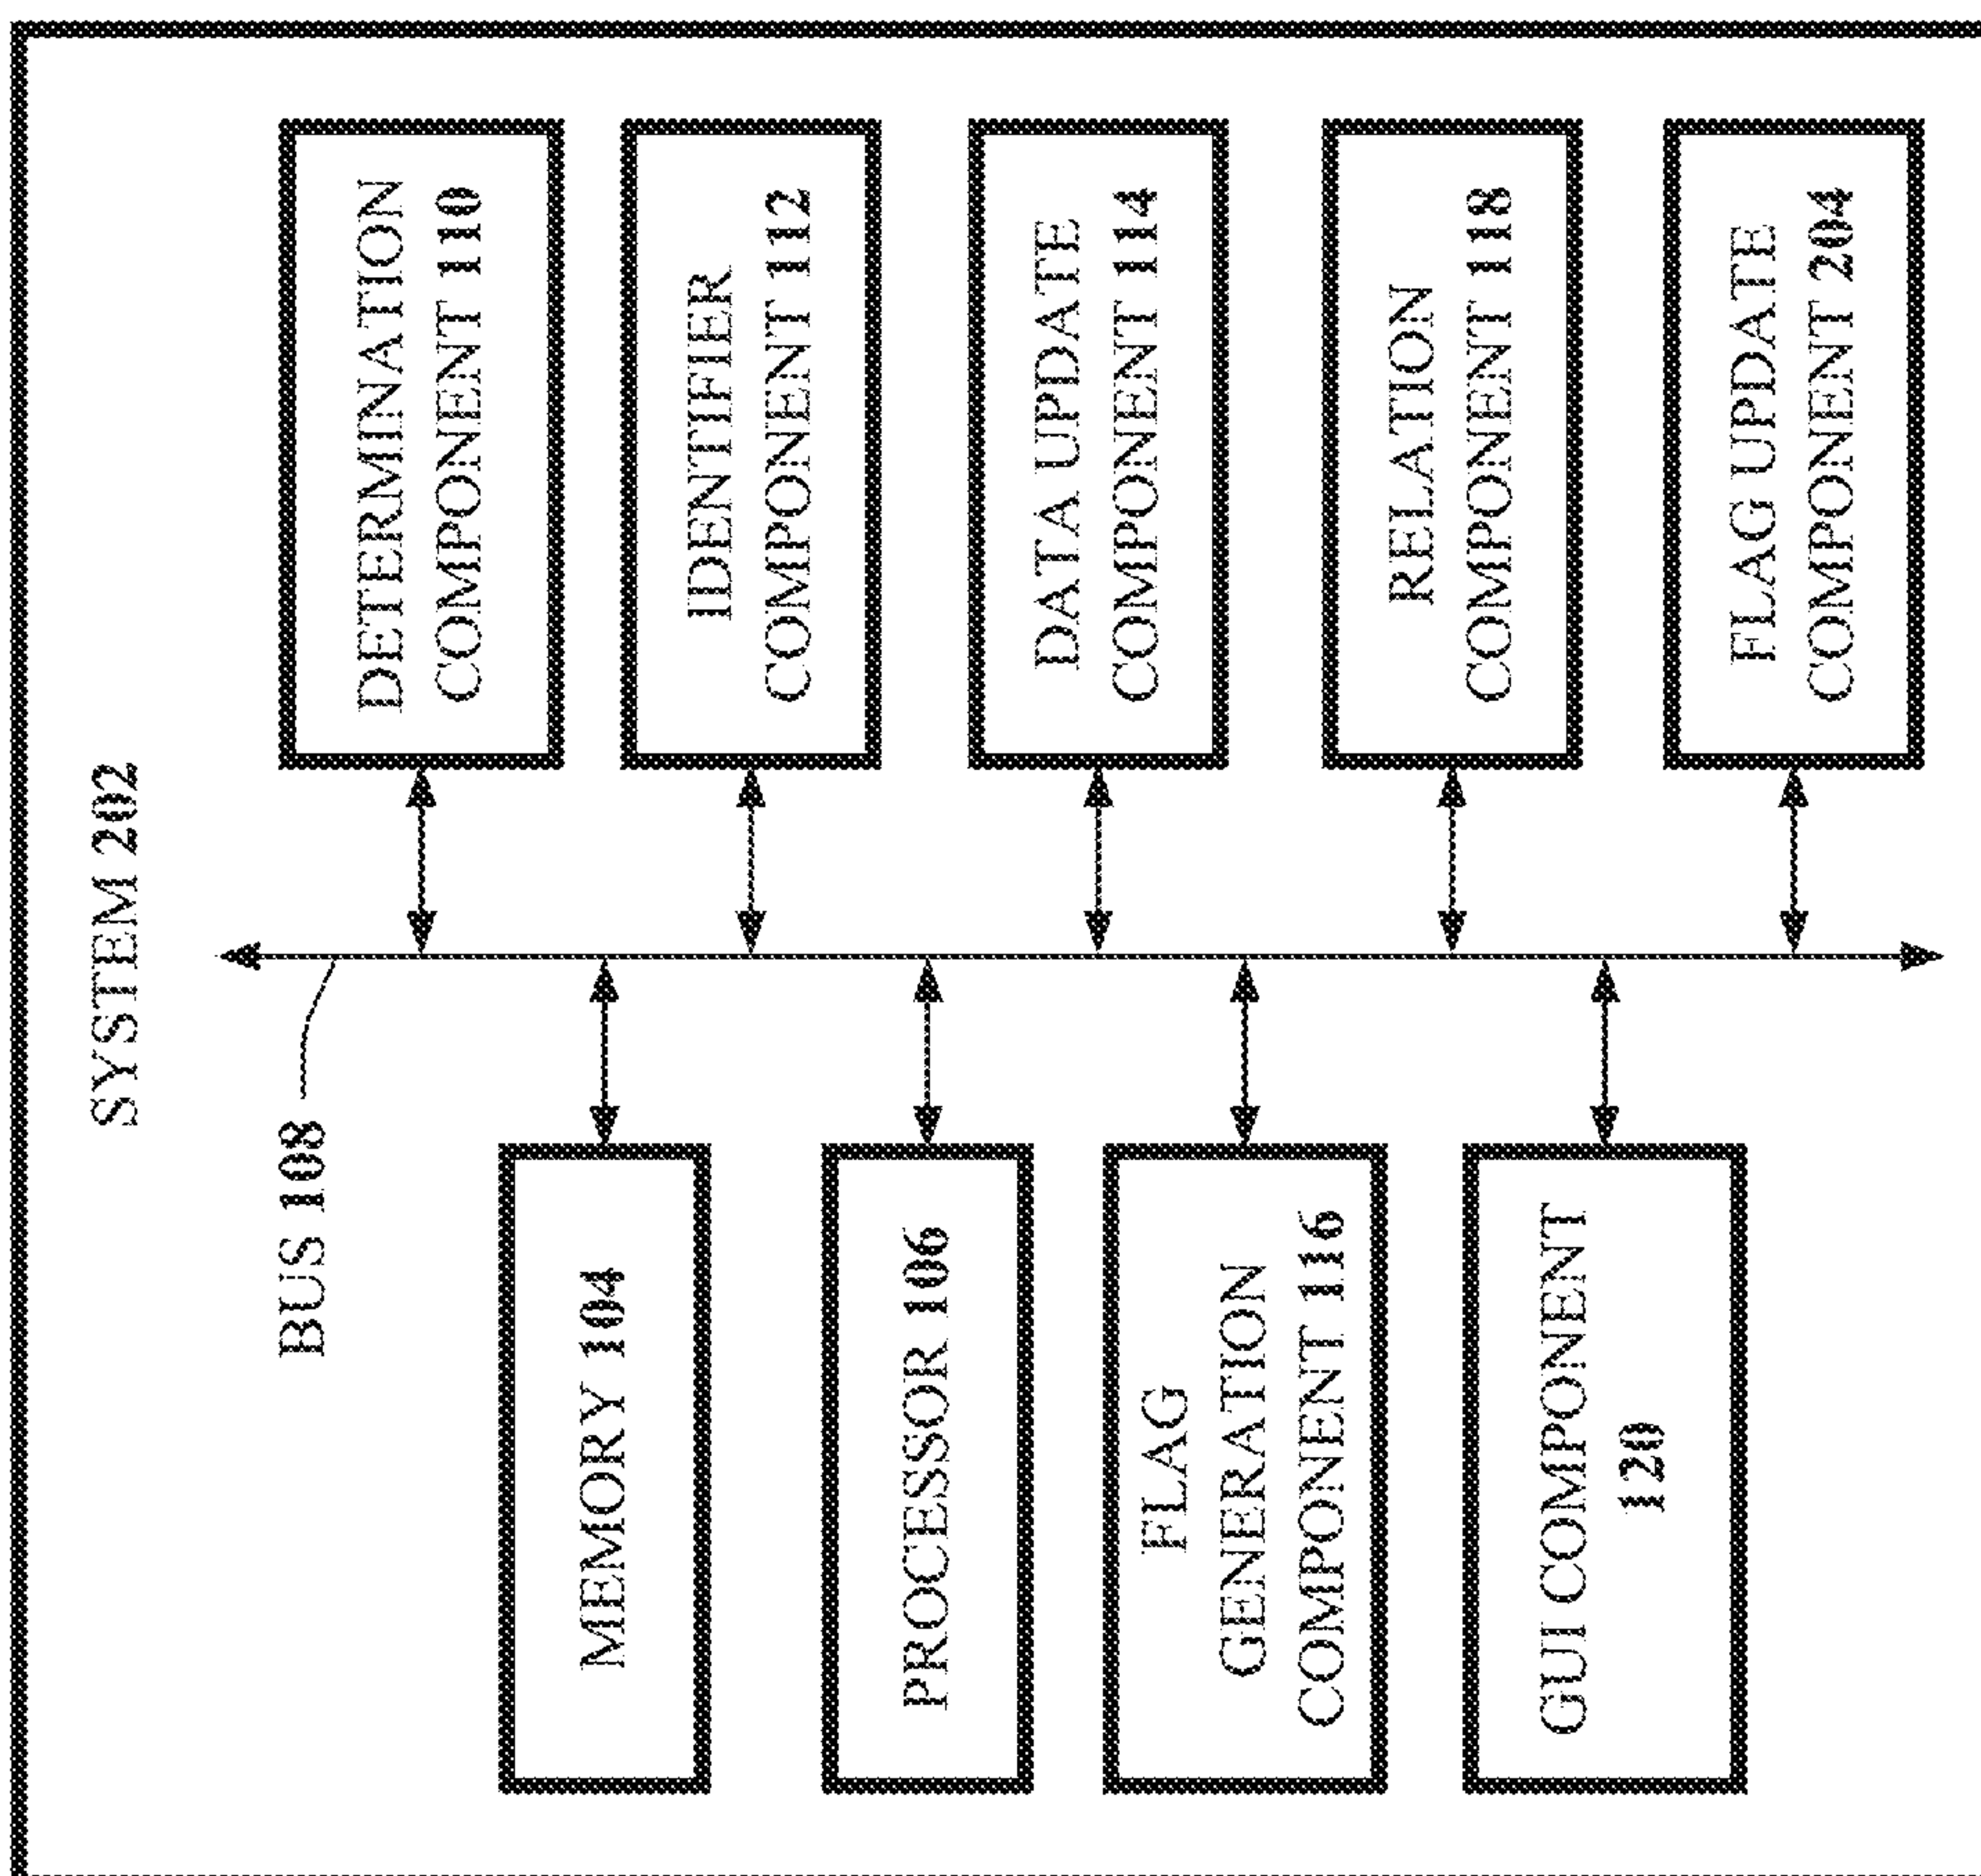 SYSTEM 202
BUS 108
MEMORY 104
PROCESSOR 106
FLAG
GENERATION
COMPONENT 116
GUI COMPONENT
120
DETERMINATION
COMPONENT 110
IDENTIFIER
COMPONENT 112
DATA UPDATE
COMPONENT 114
RELATION
COMPONENT 118
FLAG UPDATE
COMPONENT 204